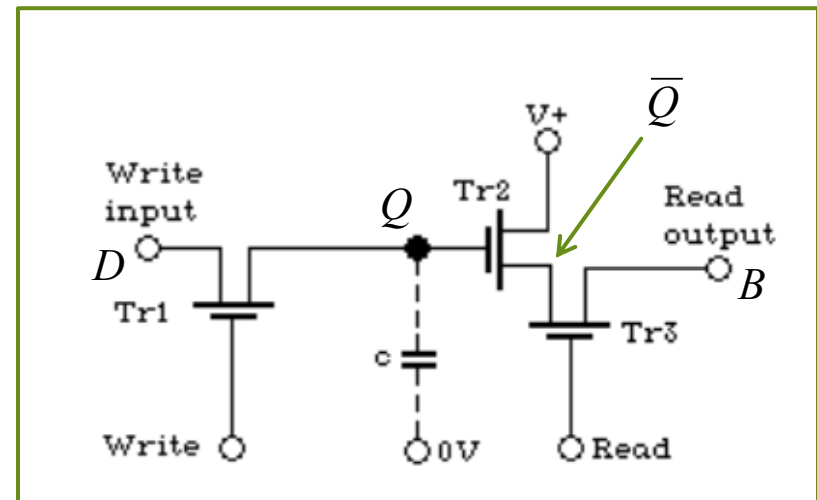 Q̅
V+
Write
input
D
Q
Tr2
Read
output
B
Tr1
Tr3
c
Write
0V
Read